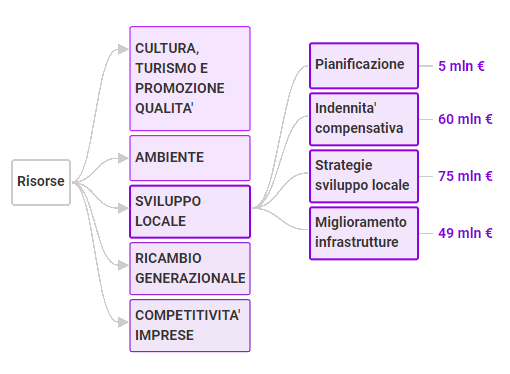 Risorse
CULTURA,
TURISMO E
PROMOZIONE
QUALITA'
AMBIENTE
SVILUPPO
LOCALE
RICAMBIO
GENERAZIONALE
COMPETITIVITA'
IMPRESE
Pianificazione
5 mln €
Indennita'
compensativa
60 mln €
Strategie
sviluppo locale
75 mln €
Miglioramento
infrastrutture
49 mln €